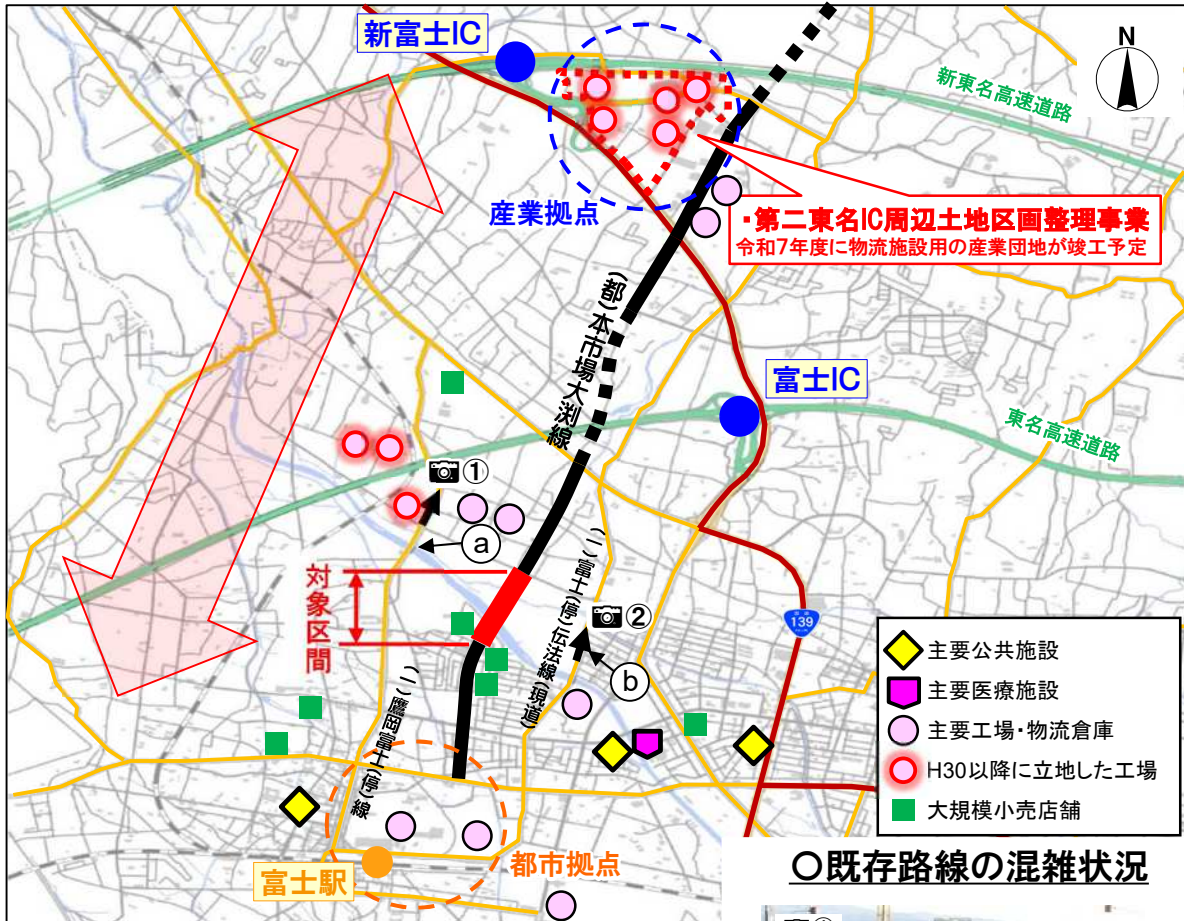 新富士IC
N
新東名高速道路
産業拠点
・第二東名IC周辺土地区画整理事業
令和7年度に物流施設用の産業団地が竣工予定
(都)本市場大渕線
富士IC
東名高速道路
①
a
対象区間
②
b
(一)富士(停)伝法線(現道)
(一)鷹岡富士(停)線
139
主要公共施設
主要医療施設
主要工場・物流倉庫
H30以降に立地した工場
大規模小売店舗
都市拠点
富士駅
○既存路線の混雑状況